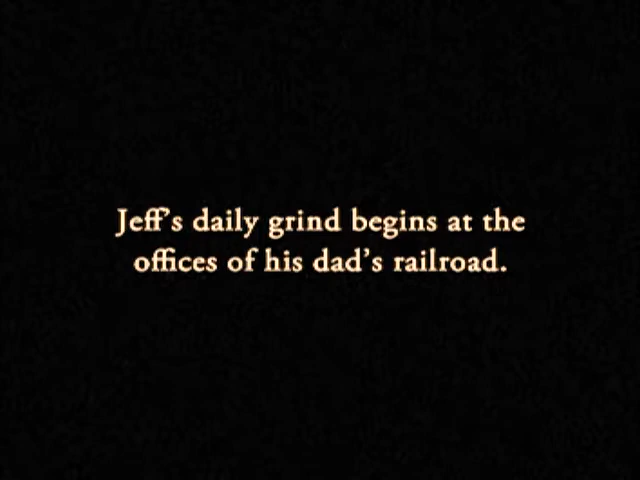 Jeff's daily grind begins at the
offices of his dad's railroad.